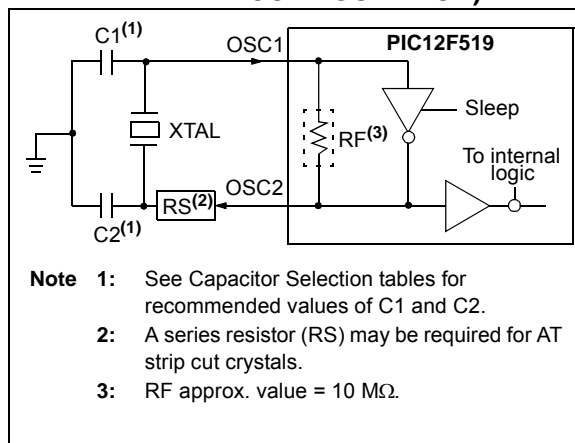 C1(1)
OSC1
PIC12F519
Sleep
XTAL
RF(3)
To internal
logic
OSC2
RS(2)
C2(1)
Note 1: See Capacitor Selection tables for
recommended values of C1 and C2.
2: A series resistor (RS) may be required for AT
strip cut crystals.
3: RF approx. value = 10 MΩ.